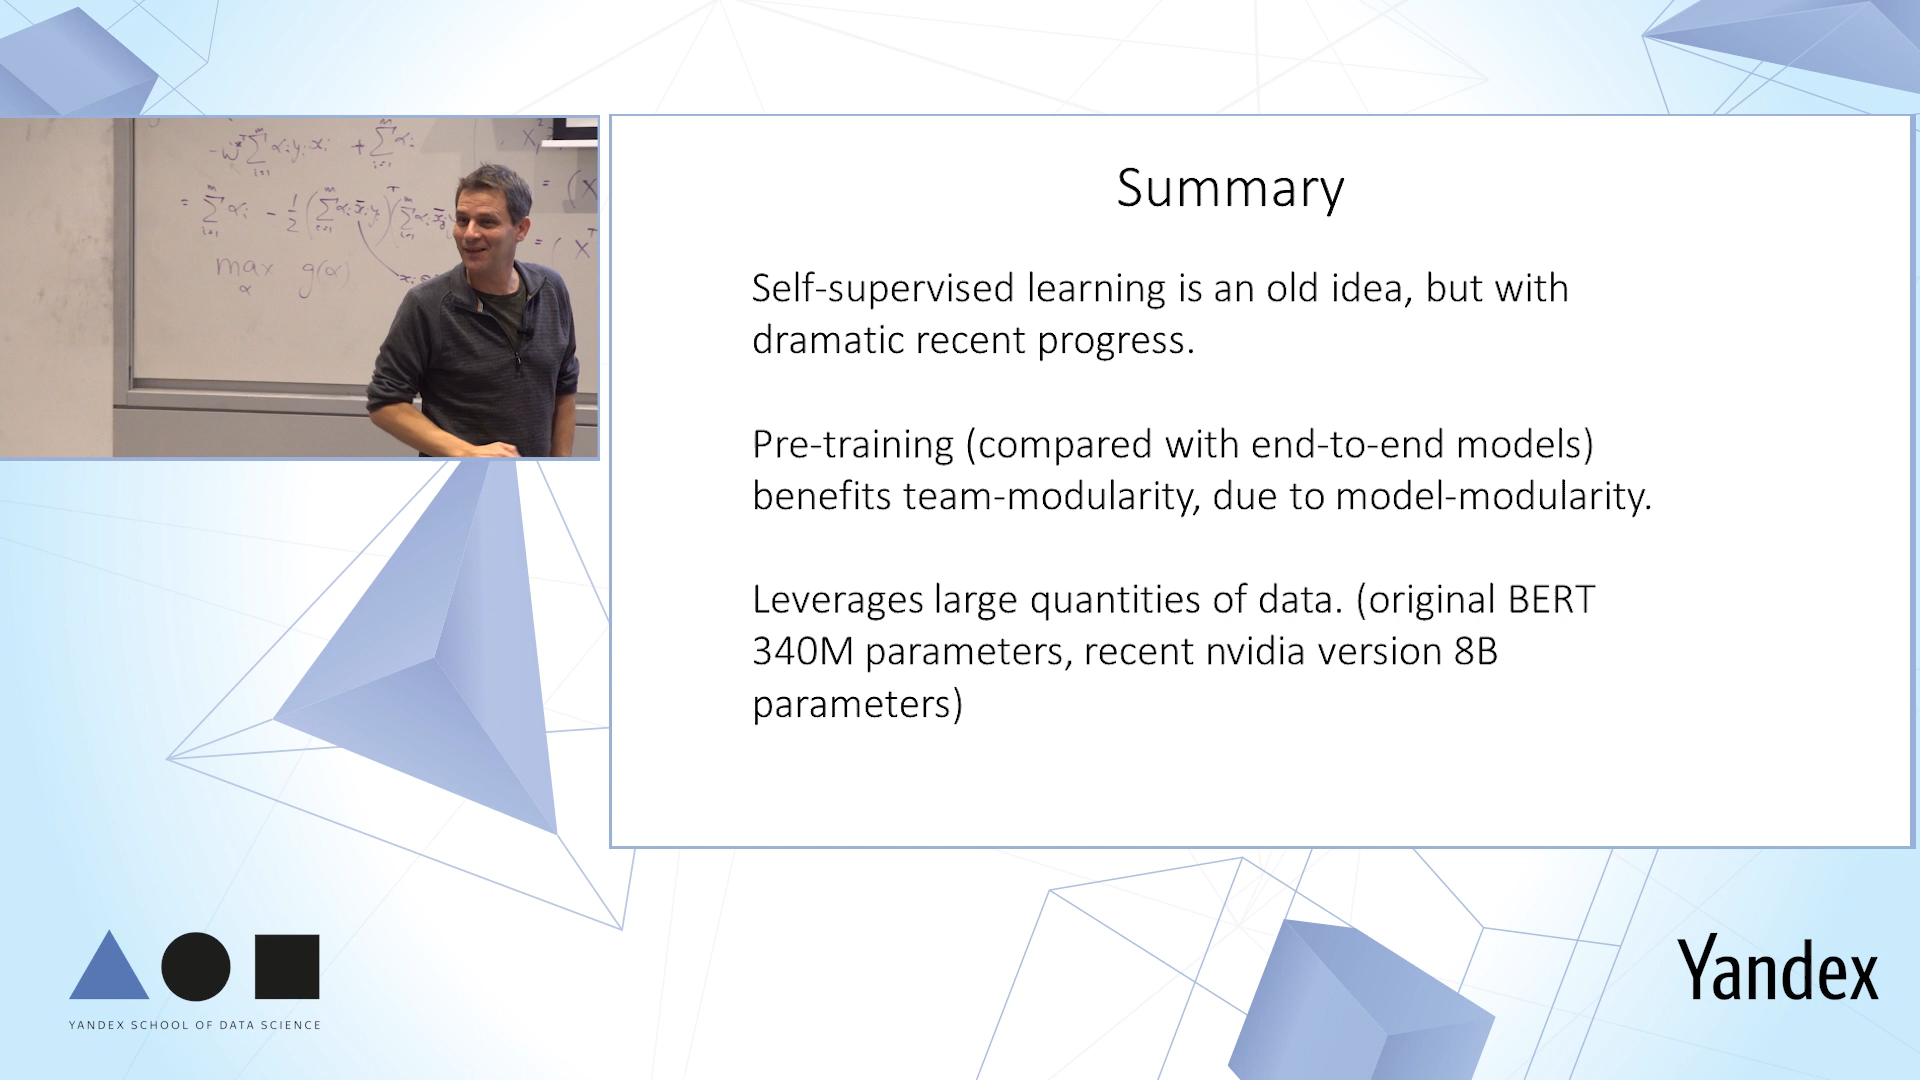 Summary
Self-supervised learning is an old idea, but with
dramatic recent progress.
Pre-training (compared with end-to-end models)
benefits team-modularity, due to model-modularity.
Leverages large quantities of data. (original BERT
340M parameters, recent nvidia version 8B
parameters)
max g(α)
α
YANDEX SCHOOL OF DATA SCIENCE
Yandex